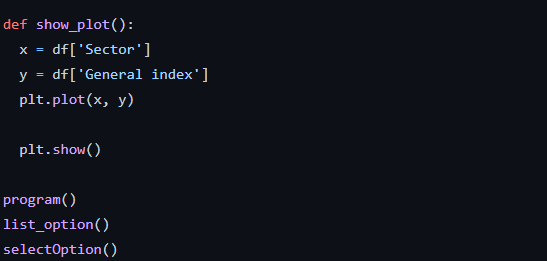 def show_plot():
  x = df['Sector']
  y = df['General index']
  plt.plot(x, y)

  plt.show()

program()
list_option()
selectOption()